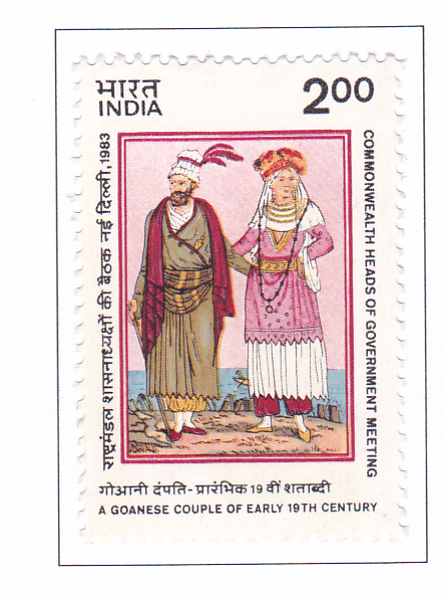 भारत
INDIA
2.00
राष्ट्रमंडल शासनाध्यक्षों की बैठक नई दिल्ली, 1983
COMMONWEALTH HEADS OF GOVERNMENT MEETING
गोआनी दंपति - प्रारंभिक 19 वीं शताब्दी
A GOANESE COUPLE OF EARLY 19TH CENTURY